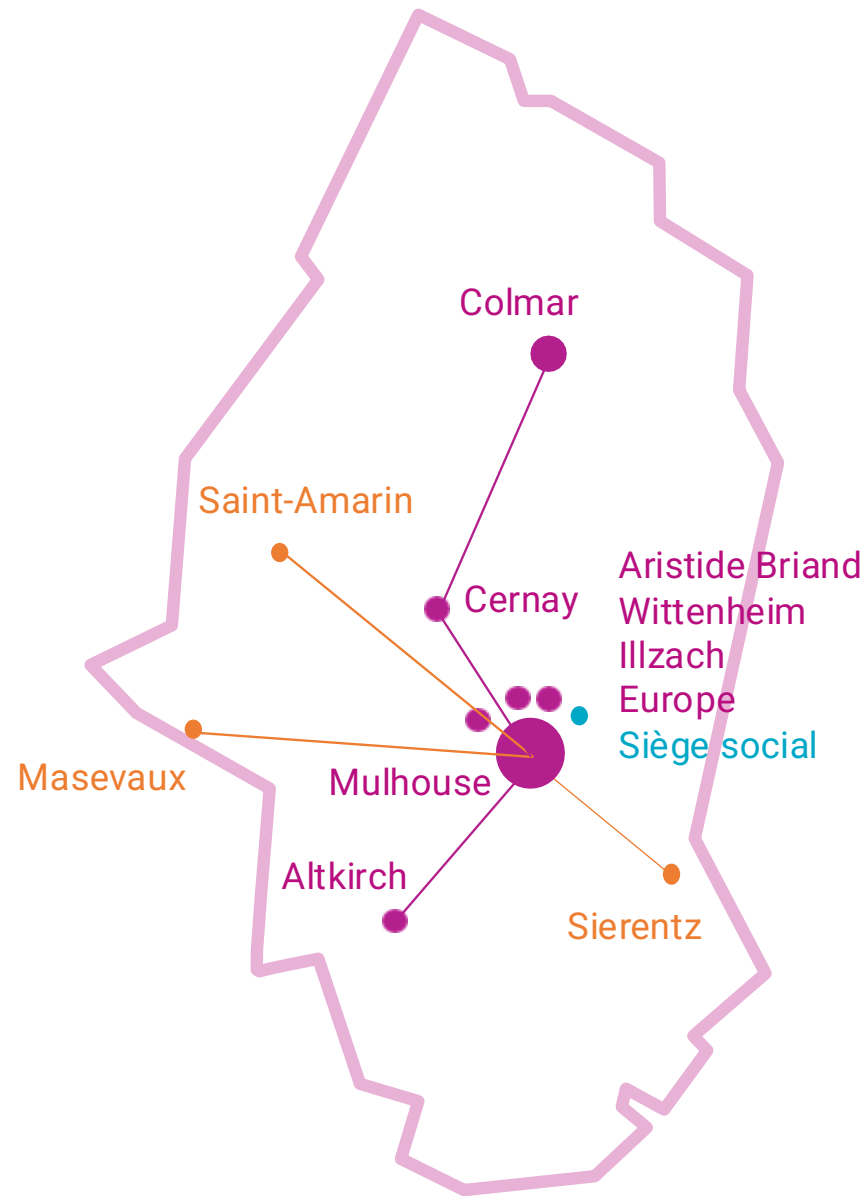 Colmar
Saint-Amarin
Aristide Briand
Cernay
Wittenheim
Illzach
Europe
Siège social
Masevaux
Mulhouse
Altkirch
Sierentz